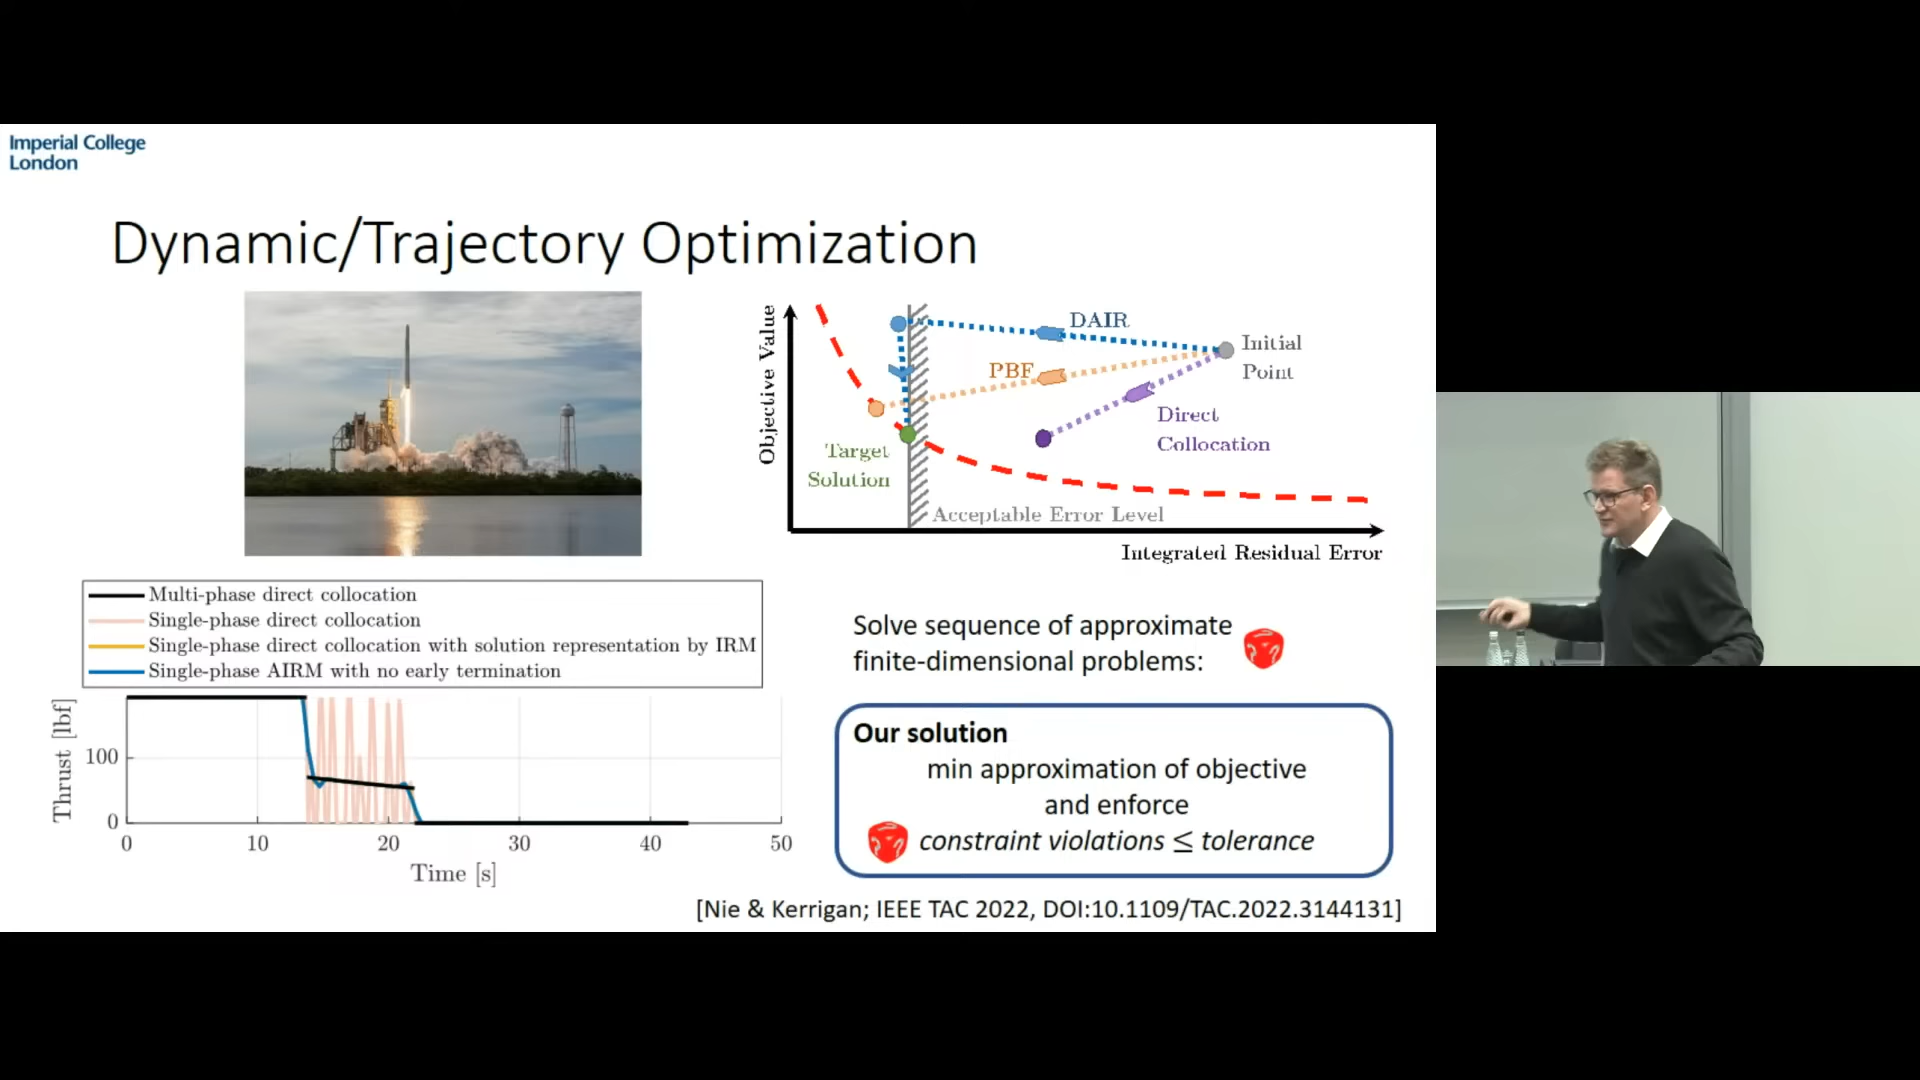 Imperial College
London
Dynamic/Trajectory Optimization
Objective Value
DAIR
PBF
Initial
Point
Direct
Collocation
Target
Solution
Acceptable Error Level
Integrated Residual Error
Multi-phase direct collocation
Single-phase direct collocation
Single-phase direct collocation with solution representation by IRM
Single-phase AIRM with no early termination
Thrust [lbf]
100
0
0 10 20 30 40 50
Time [s]
Solve sequence of approximate
finite-dimensional problems:
Our solution
min approximation of objective
and enforce
constraint violations ≤ tolerance
[Nie & Kerrigan; IEEE TAC 2022, DOI:10.1109/TAC.2022.3144131]